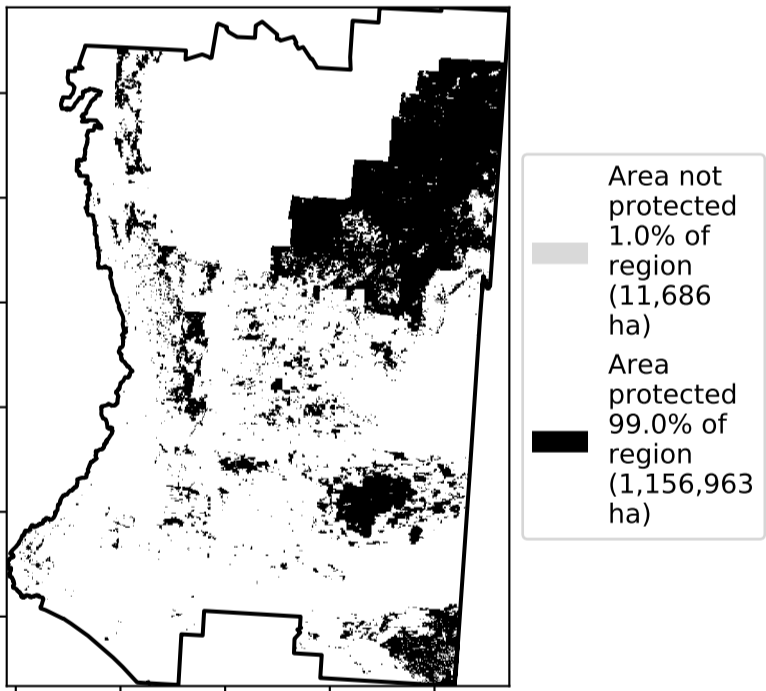 Area not
protected
1.0% of
region
(11,686
ha)
Area
protected
99.0% of
region
(1,156,963
ha)